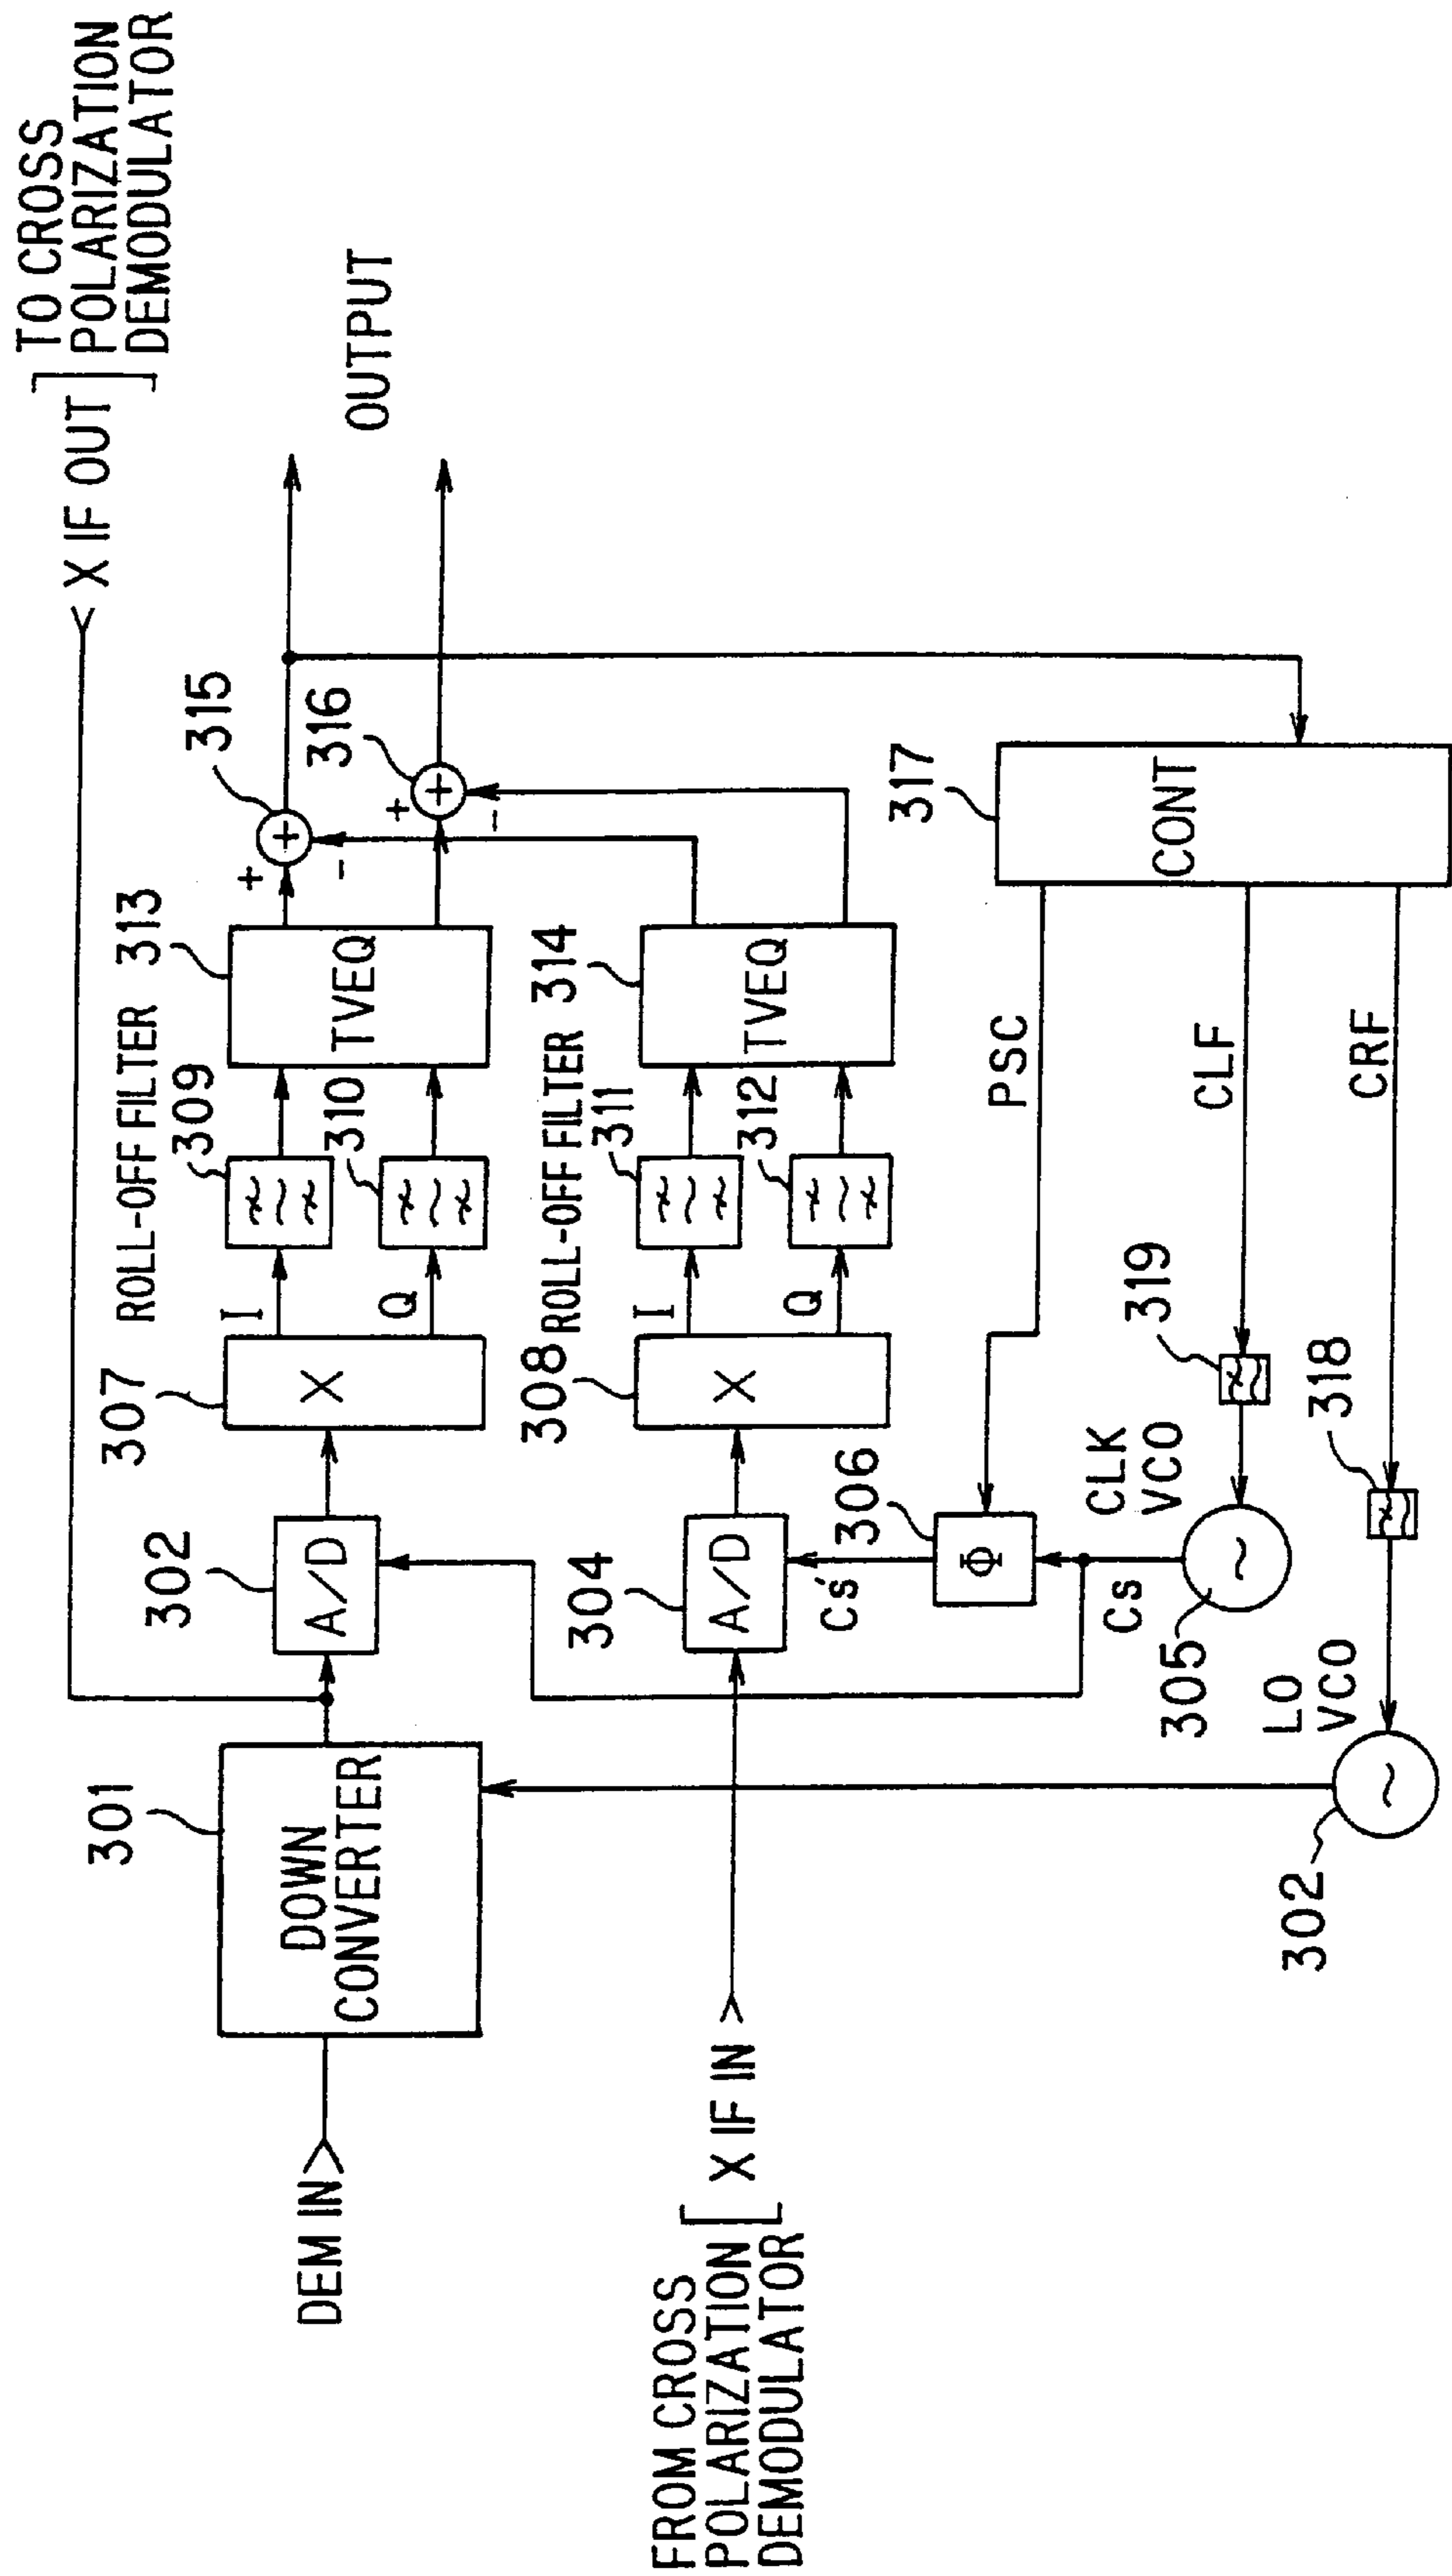 TO CROSS
POLARIZATION
DEMODULATOR
X IF OUT
OUTPUT
315
316
313
ROLL-OFF FILTER
309
310
TVEQ
I
Q
307
X
302
A/D
301
DOWN
CONVERTER
DEM IN
314
ROLL-OFF FILTER
311
312
TVEQ
I
Q
308
X
304
A/D
X IF IN
FROM CROSS
POLARIZATION
DEMODULATOR
317
CONT
PSC
CLF
CRF
306
Φ
Cs'
Cs
CLK
VCO
305
319
318
LO
VCO
302
+
-
+
-
+
+
~
~